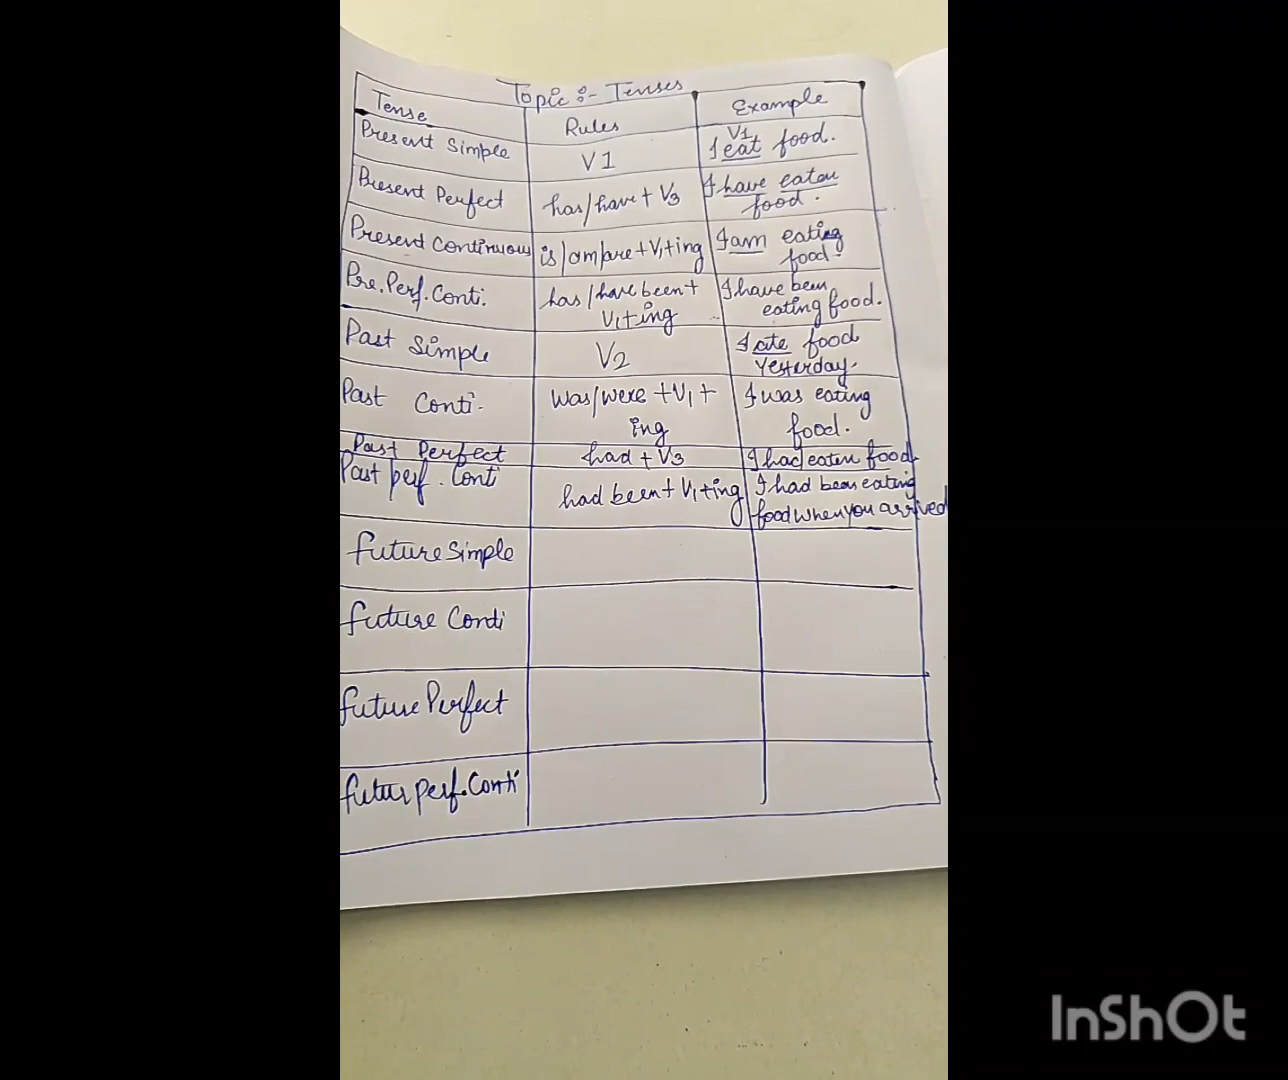 Topic :- Tenses
Tense Rules Example
Present Simple V1 V1 I eat food.
Present Perfect has/have + V3 I have eaten
food.
Present Continuous is/am/are + V1+ing I am eating
food.
Pre. Perf. Conti. has/have been + I have been
V1+ing eating food.
Past Simple V2 I ate food
Yesterday.
Past Conti- was/were + V1 + I was eating
ing food.
Past Perfect had + V3 I had eaten food
Past perf. Conti had been + V1+ing I had been eating
food when you arrived
future Simple
future Conti
future Perfect
futur perf. Conti
InShOt